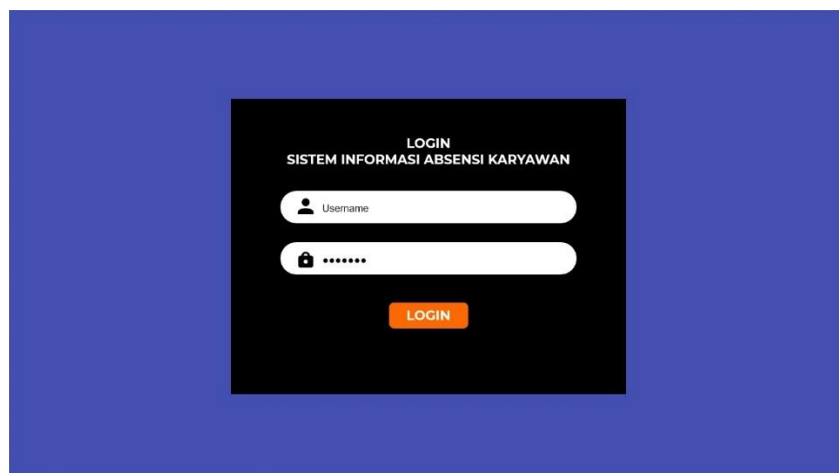 LOGIN
SISTEM INFORMASI ABSENSI KARYAWAN
Username
•••••••
LOGIN